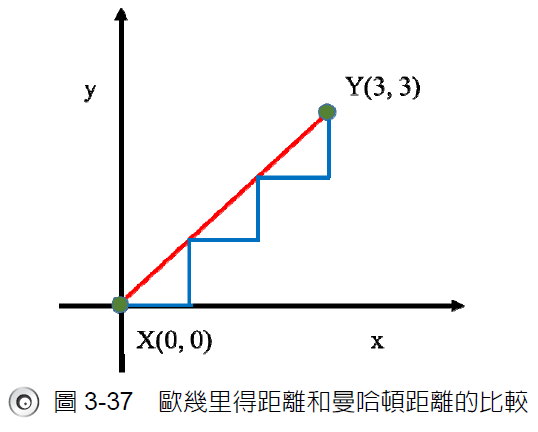 y
Y(3, 3)
X(0, 0)
x
圖 3-37 歐幾里得距離和曼哈頓距離的比較